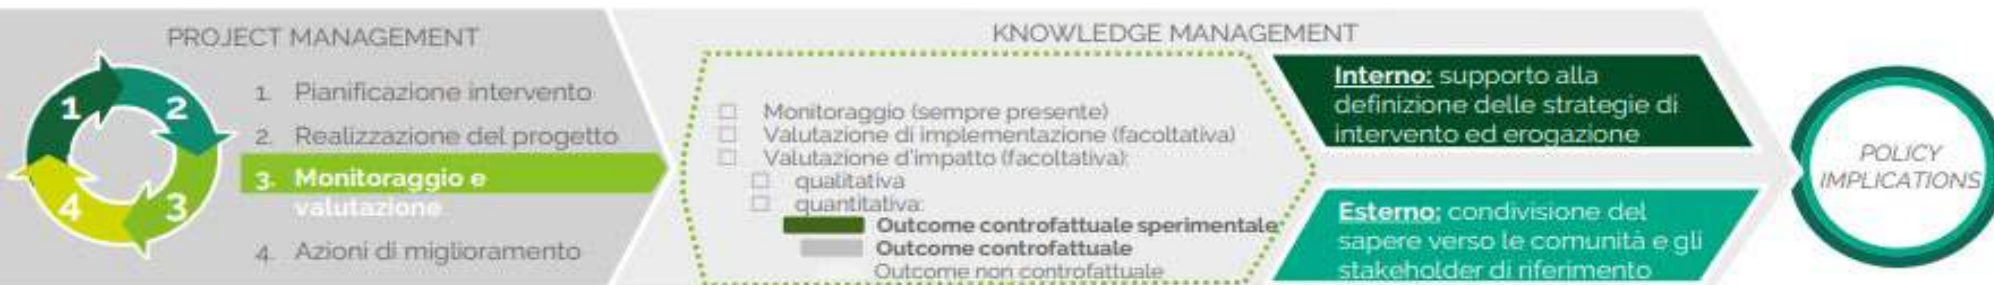 PROJECT MANAGEMENT
1
2
3
4
1. Pianificazione intervento
2. Realizzazione del progetto
3. Monitoraggio e
valutazione
4. Azioni di miglioramento
KNOWLEDGE MANAGEMENT
Monitoraggio (sempre presente)
Valutazione di implementazione (facoltativa)
Valutazione d'impatto (facoltativa):
qualitativa
quantitativa:
Outcome controfattuale sperimentale
Outcome controfattuale
Outcome non controfattuale
Interno: supporto alla
definizione delle strategie di
intervento ed erogazione
Esterno: condivisione del
sapere verso le comunità e gli
stakeholder di riferimento
POLICY
IMPLICATIONS